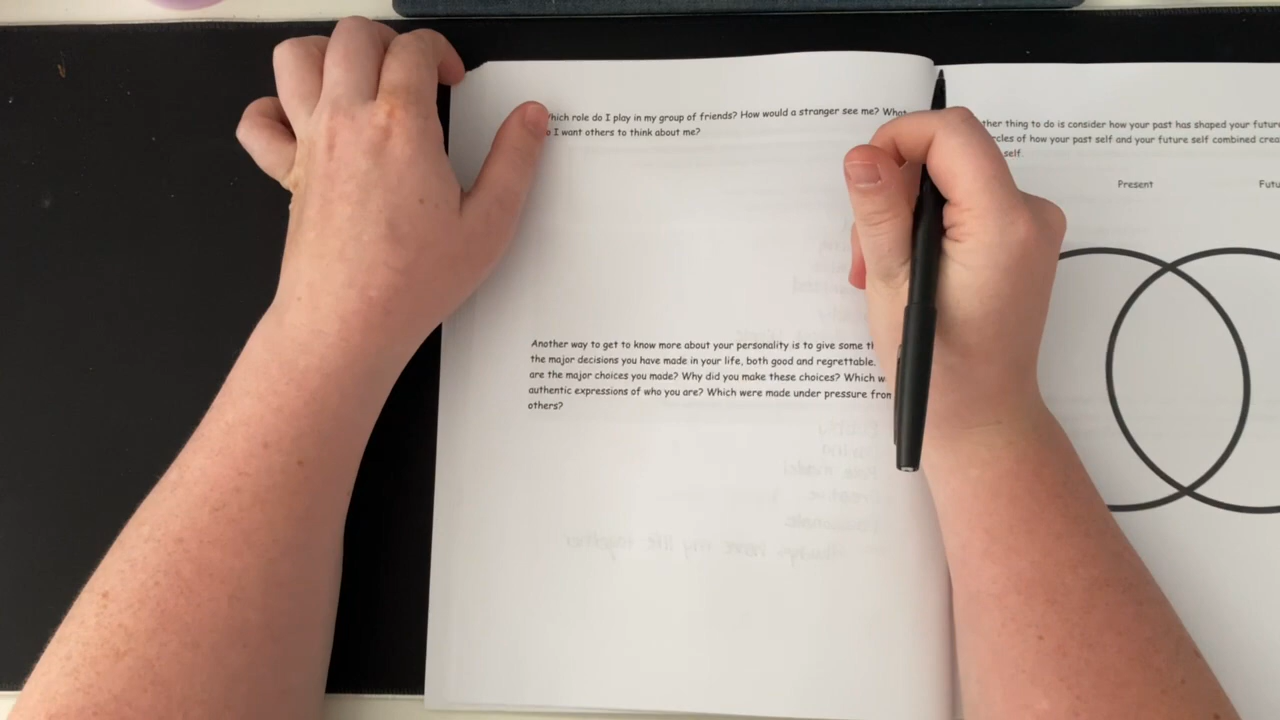 hich role do I play in my group of friends? How would a stranger see me? What
o I want others to think about me?
Another way to get to know more about your personality is to give some th
the major decisions you have made in your life, both good and regrettable.
are the major choices you made? Why did you make these choices? Which w
authentic expressions of who you are? Which were made under pressure from
others?
ther thing to do is consider how your past has shaped your future
cles of how your past self and your future self combined crea
self.
Present Futu